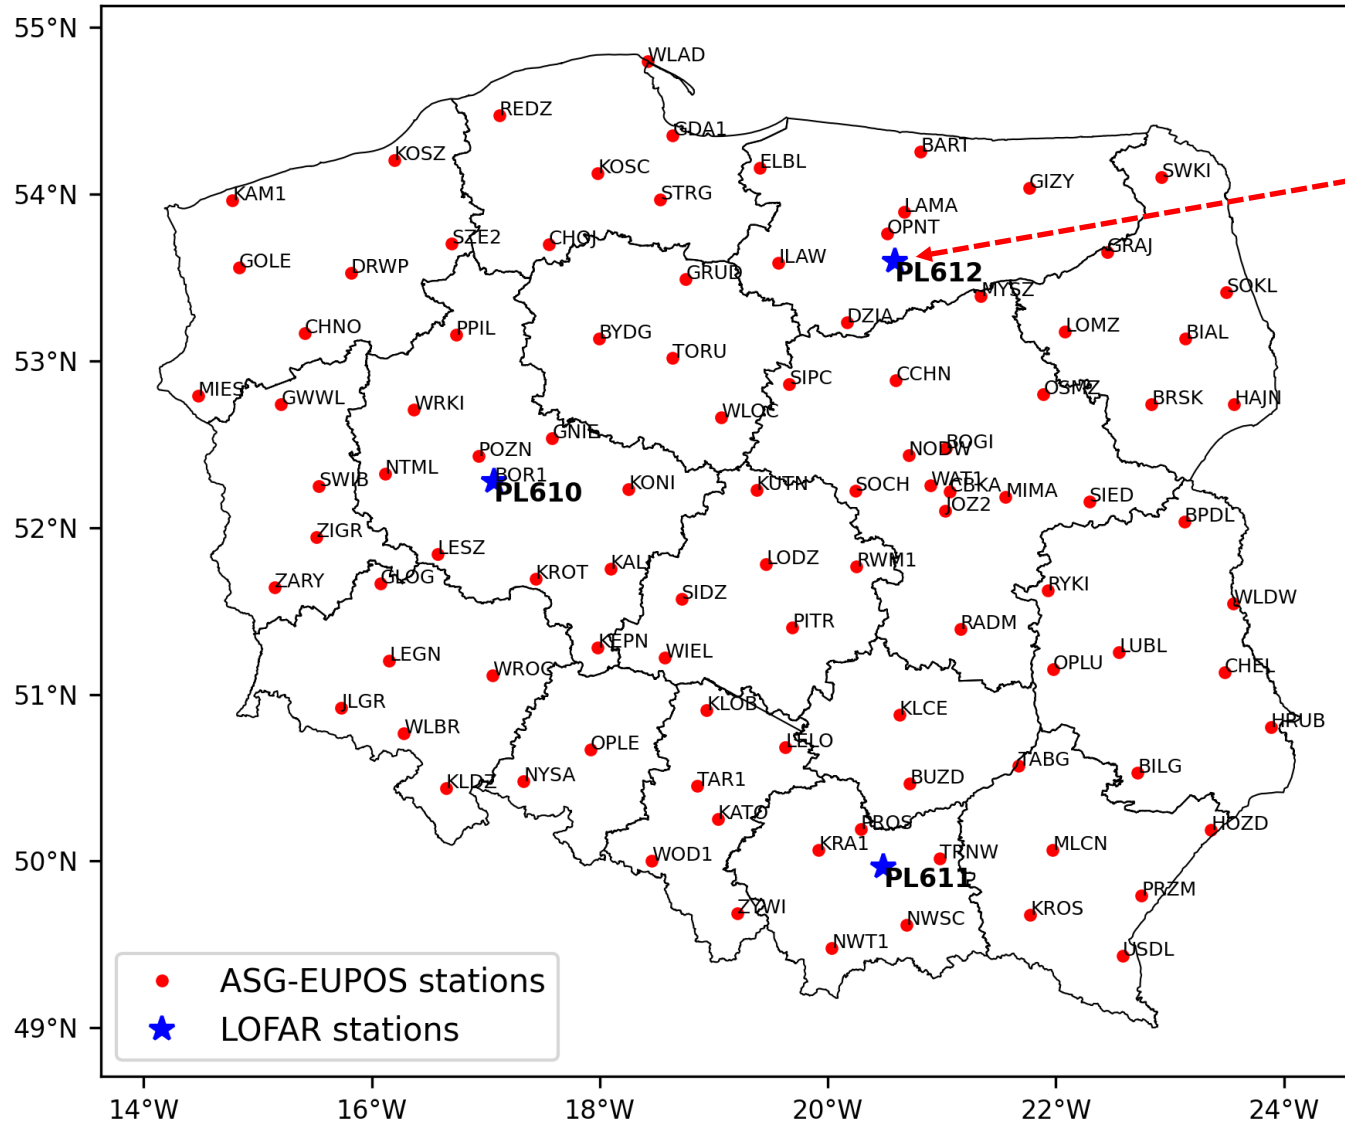 55°N
54°N
53°N
52°N
51°N
50°N
49°N
14°W
16°W
18°W
20°W
22°W
24°W
WLAD
REDZ
GDA1
KOSZ
KOSC
ELBL
BART
SWKI
GIZY
KAM1
STRG
LAMA
OPNT
SZE2
CHOJ
GRAJ
GOLE
DRWP
ILAW
PL612
GRUD
MYSZ
SOKL
CHNO
PPIL
BYDG
DZIA
LOMZ
BIAL
TORU
MIES
GWWL
WRKI
SIPC
CCHN
OSMZ
BRSK
HAJN
WLOC
GNIE
POZN
NODW
BOGI
SWIB
NTML
BOR1
PL610
KONI
KUTN
SOCH
WAT1
CBKA
MIMA
SIED
JOZ2
BPDL
ZIGR
LESZ
KALI
LODZ
RWM1
ZARY
GLOG
KROT
SIDZ
RYKI
WLDW
PITR
RADM
LEGN
KEPN
WIEL
LUBL
OPLU
CHEL
WROC
JLGR
KLOB
KLCE
HRUB
WLBR
OPLE
LELO
TABG
BILG
KLDZ
NYSA
TAR1
BUZD
KATO
PROS
HOZD
KRA1
TRNW
MLCN
WOD1
PL611
PRZM
ZYWI
NWSC
KROS
NWT1
USDL
ASG-EUPOS stations
LOFAR stations